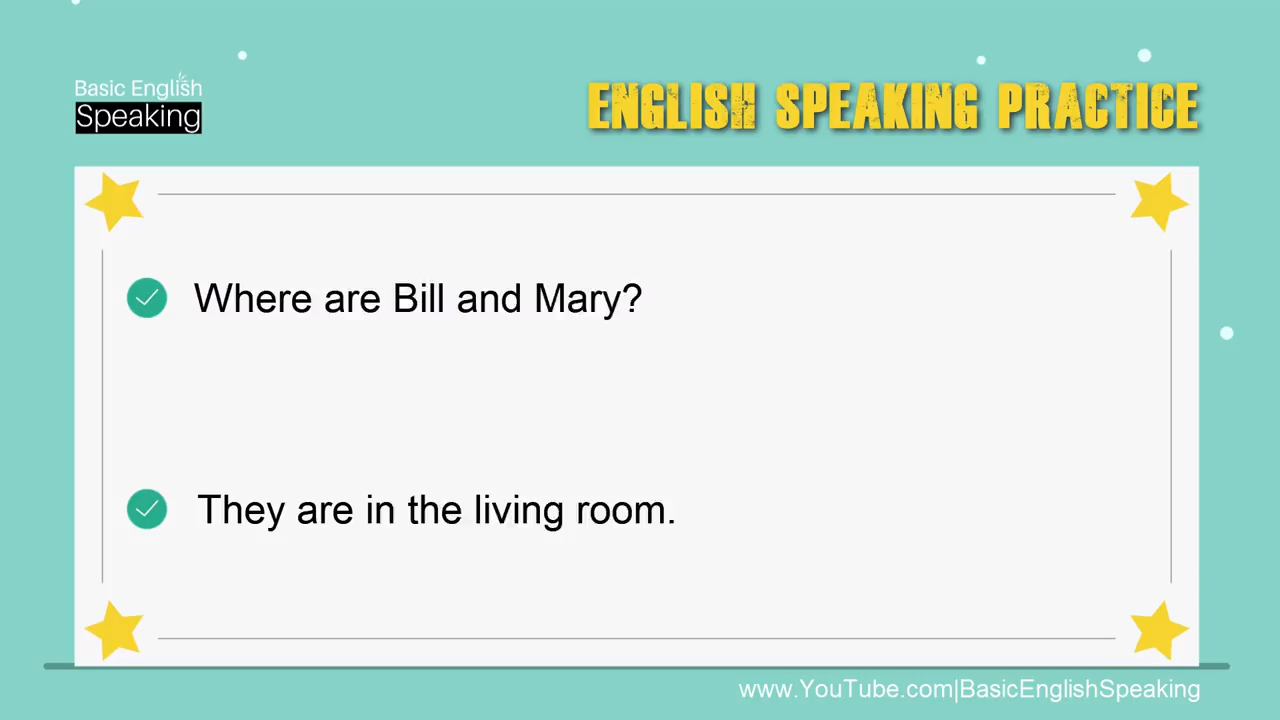 Basic English
Speaking
ENGLISH SPEAKING PRACTICE
Where are Bill and Mary?
They are in the living room.
www.YouTube.com|BasicEnglishSpeaking